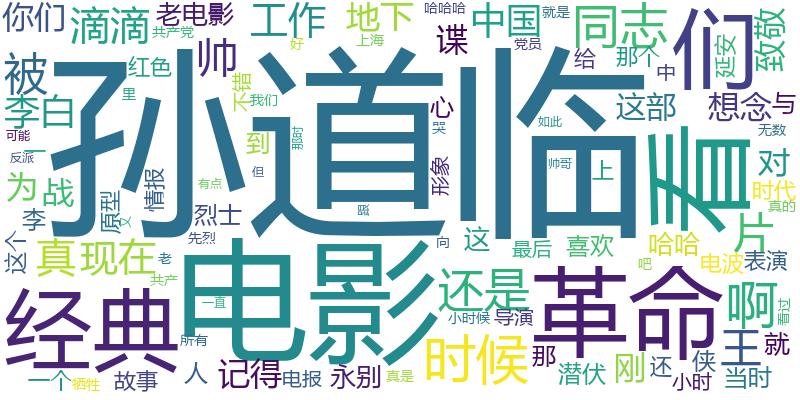 你们
滴滴
老电影
工作
地下
哈哈哈
中国
同志
们
共产党
好
上海
谍
党员
就是
给
那个
延安
致敬
被
孙道临
帅
红色
看
里
不错
我们
中
李白
心
这部
想念
与
可能
一
到
那时
哭
如此
无数
反派
情报
但
形象
帅哥
上
对
为
战
原型
有点
时代
李
又
烈士
真的
这个
先烈
向
这
最后
喜欢
哈哈
片
真
现在
老
电影
吧
电波
表演
共产
还是
革命
啊
经典
一直
小时候
导演
看过
所有
时候
那
王
就
一个
牺牲
故事
人
记得
电报
永别
真是
潜伏
刚
还
侠
小时
当时